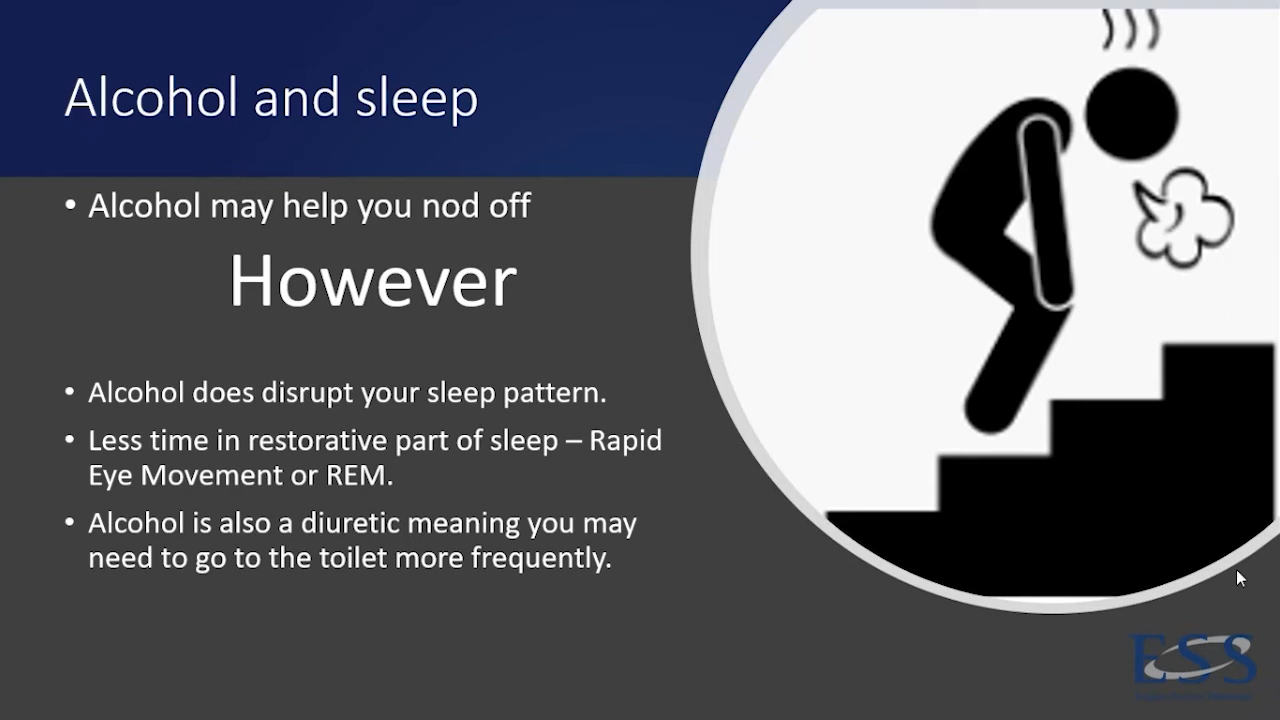 Alcohol and sleep
• Alcohol may help you nod off
However
• Alcohol does disrupt your sleep pattern.
• Less time in restorative part of sleep – Rapid
Eye Movement or REM.
• Alcohol is also a diuretic meaning you may
need to go to the toilet more frequently.
ESS